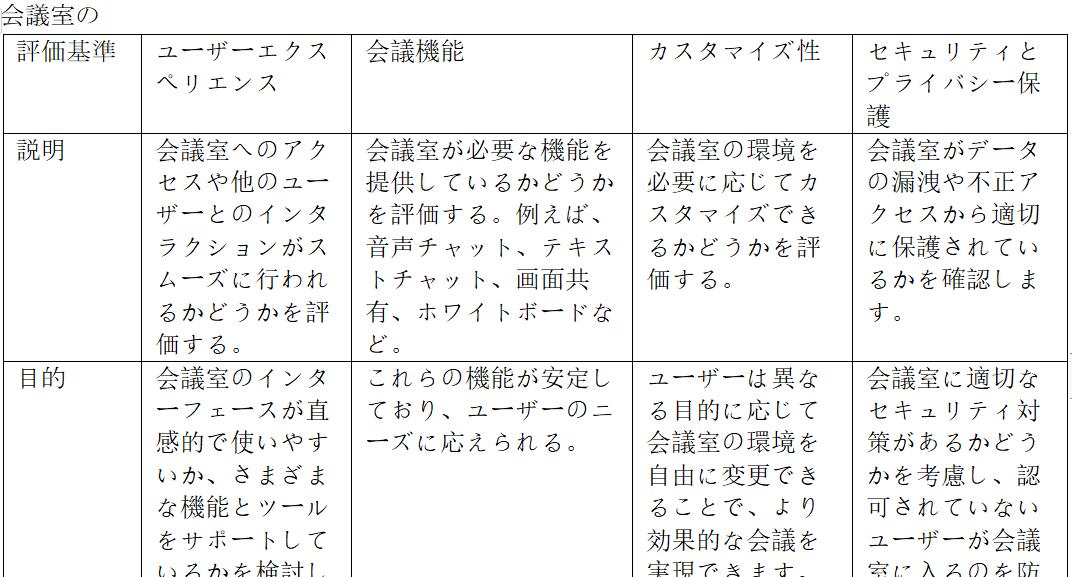 会議室の
評価基準
ユーザーエクス
ペリエンス
会議機能
カスタマイズ性
セキュリティと
プライバシー保
護
説明
会議室へのアク
セスや他のユー
ザーとのインタ
ラクションがス
ムーズに行われ
るかどうかを評
価する。
会議室が必要な機能を
提供しているかどうか
を評価する。例えば、
音声チャット、テキス
トチャット、画面共
有、ホワイトボードな
ど。
会議室の環境を
必要に応じてカ
スタマイズでき
るかどうかを評
価する。
会議室がデータ
の漏洩や不正ア
クセスから適切
に保護されてい
るかを確認しま
す。
目的
会議室のインタ
ーフェースが直
感的で使いやす
いか、さまざま
な機能とツール
をサポートして
いるかを検討し
これらの機能が安定し
ており、ユーザーのニ
ーズに応えられる。
ユーザーは異な
る目的に応じて
会議室の環境を
自由に変更でき
ることで、より
効果的な会議を
実現できます。
会議室に適切な
セキュリティ対
策があるかどう
かを考慮し、認
可されていない
ユーザーが会議
室に入るのを防